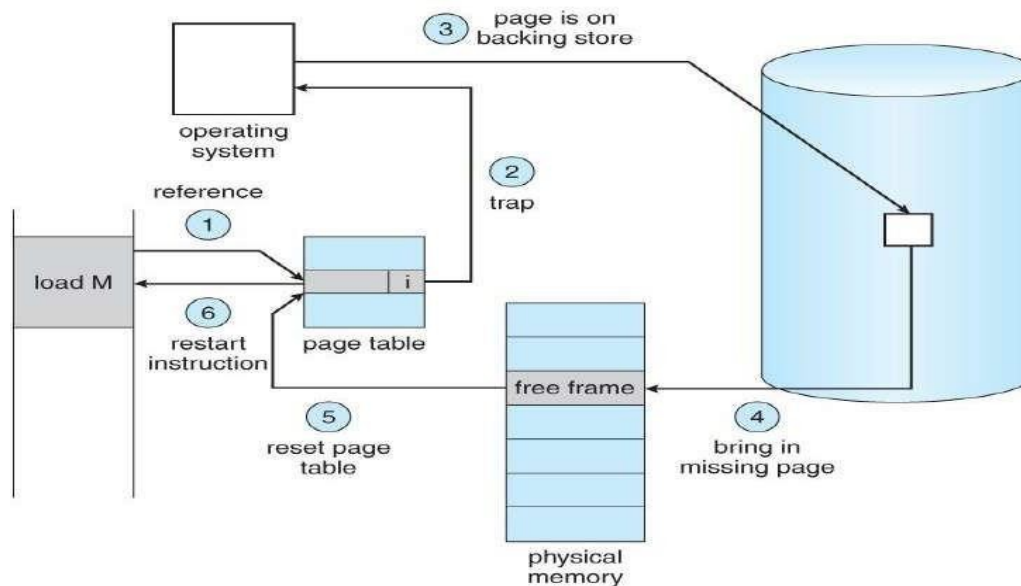 3
page is on
backing store
operating
system
2
trap
reference
1
load M
i
6
restart
instruction
page table
free frame
5
reset page
table
4
bring in
missing page
physical
memory